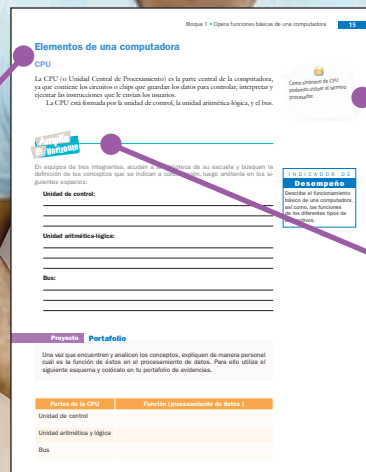 Bloque 1 • Opera funciones básicas de una computadora 15
Elementos de una computadora
CPU
La CPU (o Unidad Central de Procesamiento) es la parte central de la computadora,
ya que contiene los circuitos o chips que guardan los datos para controlar, interpretar y
ejecutar las instrucciones que le envían los usuarios.
La CPU está formada por la unidad de control, la unidad aritmética-lógica, y el bus.
Como sinónimo de CPU
podemos utilizar el término
procesador.
Amplía
el Horizonte
En equipos de tres integrantes, acudan a la biblioteca de su escuela y busquen la
definición de los conceptos que se indican a continuación, luego anótenla en los si-
guientes espacios:
Unidad de control:
Unidad aritmética-lógica:
Bus:
INDICADOR DE
Desempeño
Describe el funcionamiento
básico de una computadora,
así como, las funciones
de los diferentes tipos de
Proyecto Portafolio
Una vez que encuentren y analicen los conceptos, expliquen de manera personal
cuál es la función de éstos en el procesamiento de datos. Para ello utiliza el
siguiente esquema y colócalo en tu portafolio de evidencias.
Partes de la CPU Función (procesamiento de datos )
Unidad de control
Unidad aritmética y lógica
Bus